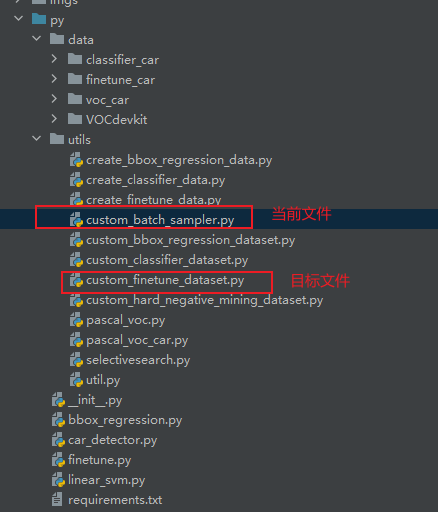 imgs
py
data
classifier_car
finetune_car
voc_car
VOCdevkit
utils
create_bbox_regression_data.py
create_classifier_data.py
create_finetune_data.py
custom_batch_sampler.py 当前文件
custom_bbox_regression_dataset.py
custom_classifier_dataset.py
custom_finetune_dataset.py 目标文件
custom_hard_negative_mining_dataset.py
pascal_voc.py
pascal_voc_car.py
selectivesearch.py
util.py
__init__.py
bbox_regression.py
car_detector.py
finetune.py
linear_svm.py
requirements.txt